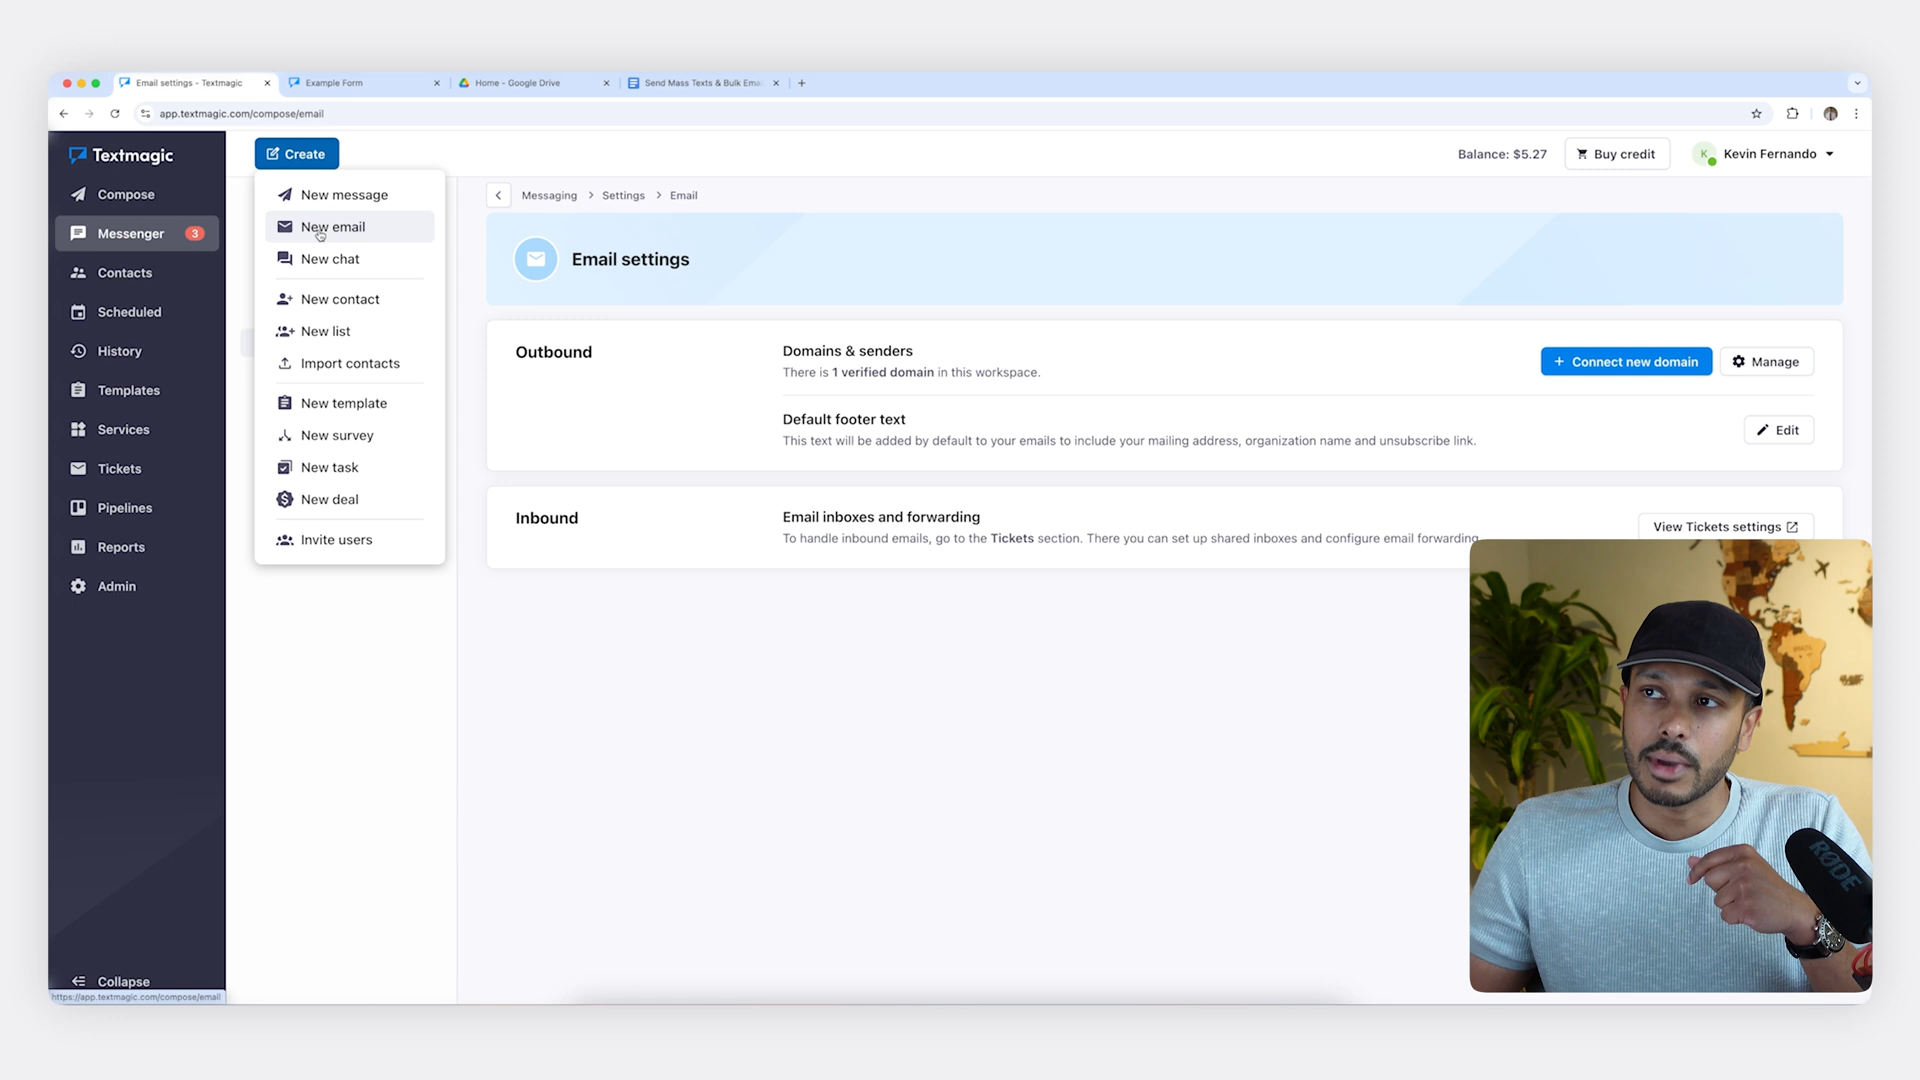 Email settings - Textmagic
Example Form
Home - Google Drive
Send Mass Texts & Bulk Ema
app.textmagic.com/compose/email
Textmagic
Create
Balance: $5.27
Buy credit
K
Kevin Fernando
Compose
Messenger 3
Contacts
Scheduled
History
Templates
Services
Tickets
Pipelines
Reports
Admin
Collapse
https://app.textmagic.com/compose/email
New message
New email
New chat
New contact
New list
Import contacts
New template
New survey
New task
New deal
Invite users
Messaging > Settings > Email
Email settings
Outbound
Domains & senders
There is 1 verified domain in this workspace.
+ Connect new domain
Manage
Default footer text
This text will be added by default to your emails to include your mailing address, organization name and unsubscribe link.
Edit
Inbound
Email inboxes and forwarding
To handle inbound emails, go to the Tickets section. There you can set up shared inboxes and configure email forwarding.
View Tickets settings
BRAZIL
RØDE